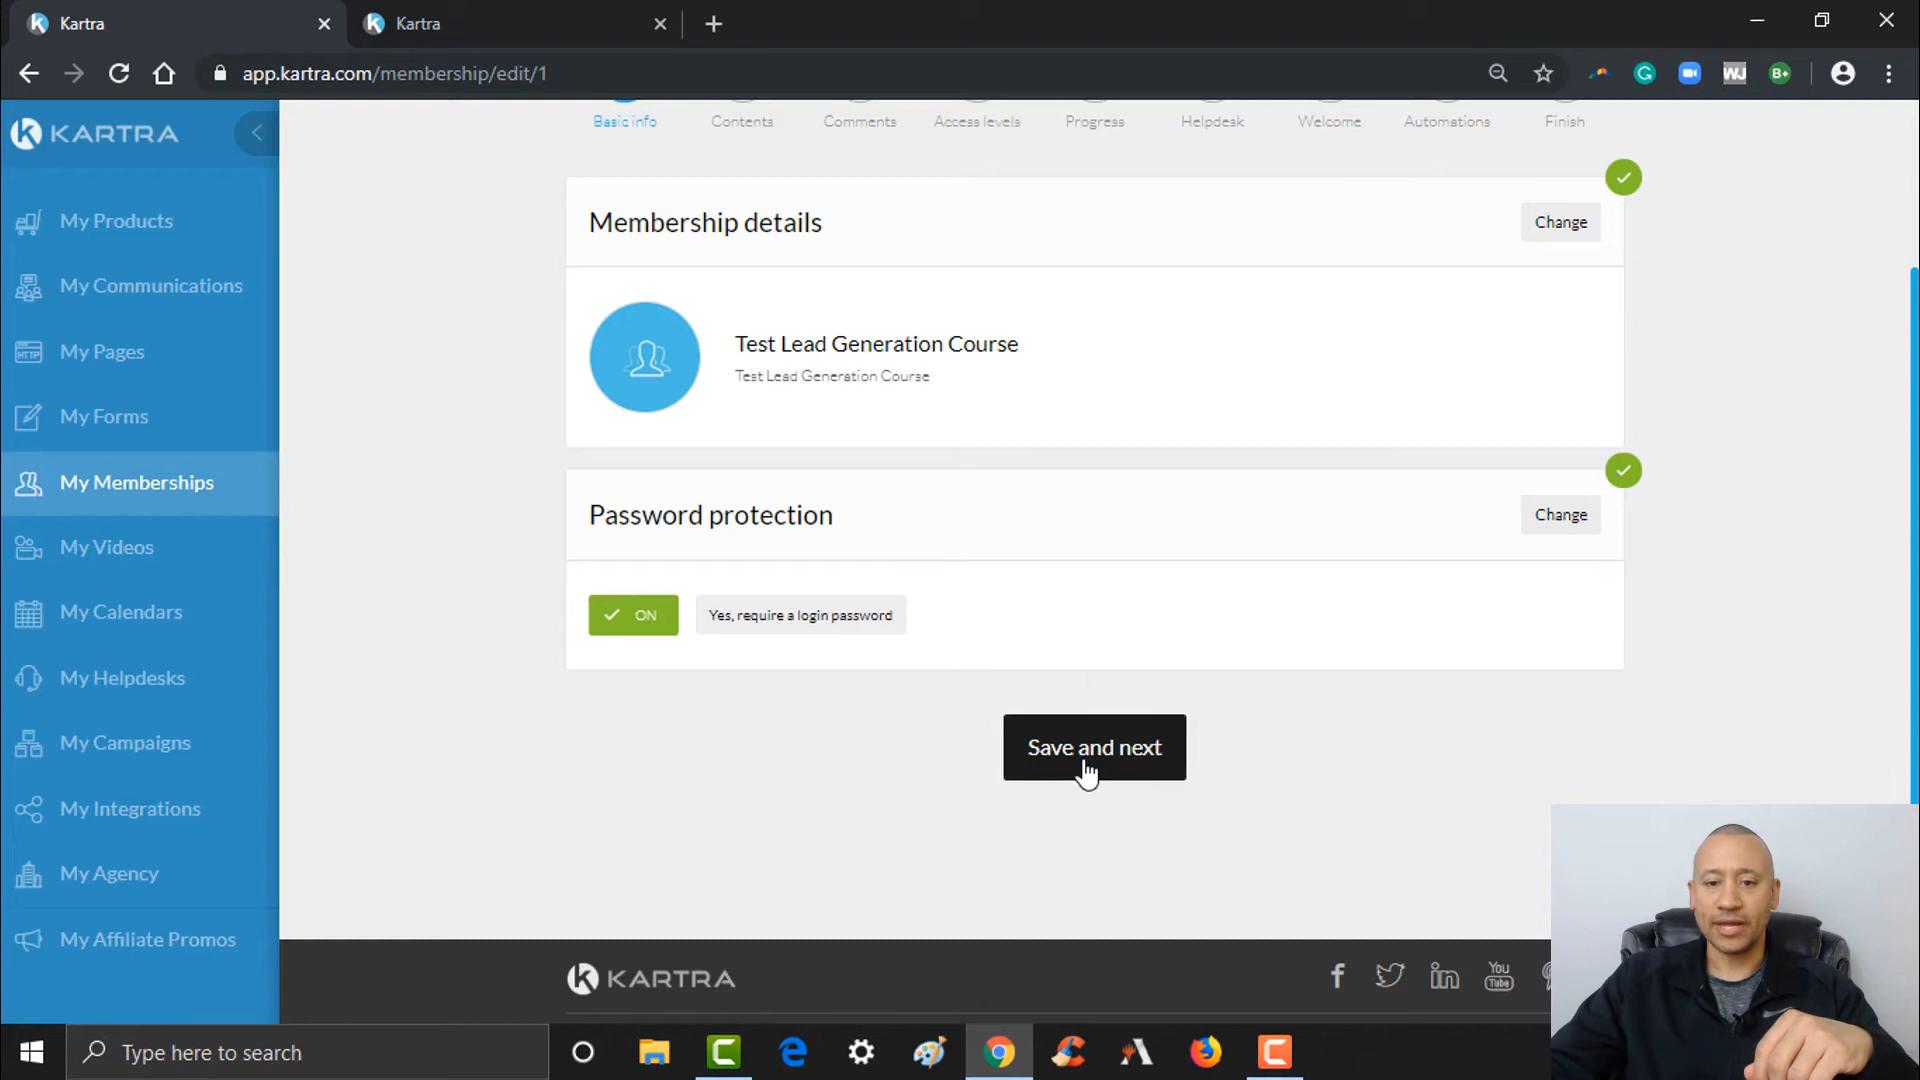 Kartra
Kartra
app.kartra.com/membership/edit/1
WJ
B+
KARTRA
Basic info
Contents
Comments
Access levels
Progress
Helpdesk
Welcome
Automations
Finish
My Products
My Communications
HTTP
My Pages
My Forms
My Memberships
My Videos
My Calendars
My Helpdesks
My Campaigns
My Integrations
My Agency
My Affiliate Promos
Membership details
Change
Test Lead Generation Course
Test Lead Generation Course
Password protection
Change
ON
Yes, require a login password
Save and next
KARTRA
You
Tube
Type here to search